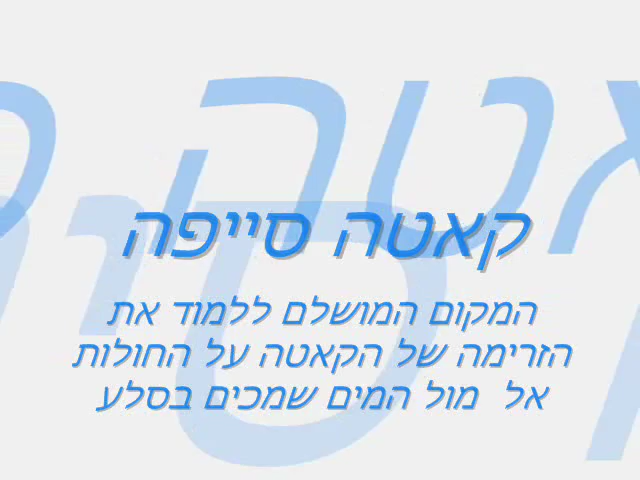 קאטה סייפה
המקום המושלם ללמוד את
הזרימה של הקאטה על החולות
אל מול המים שמכים בסלע